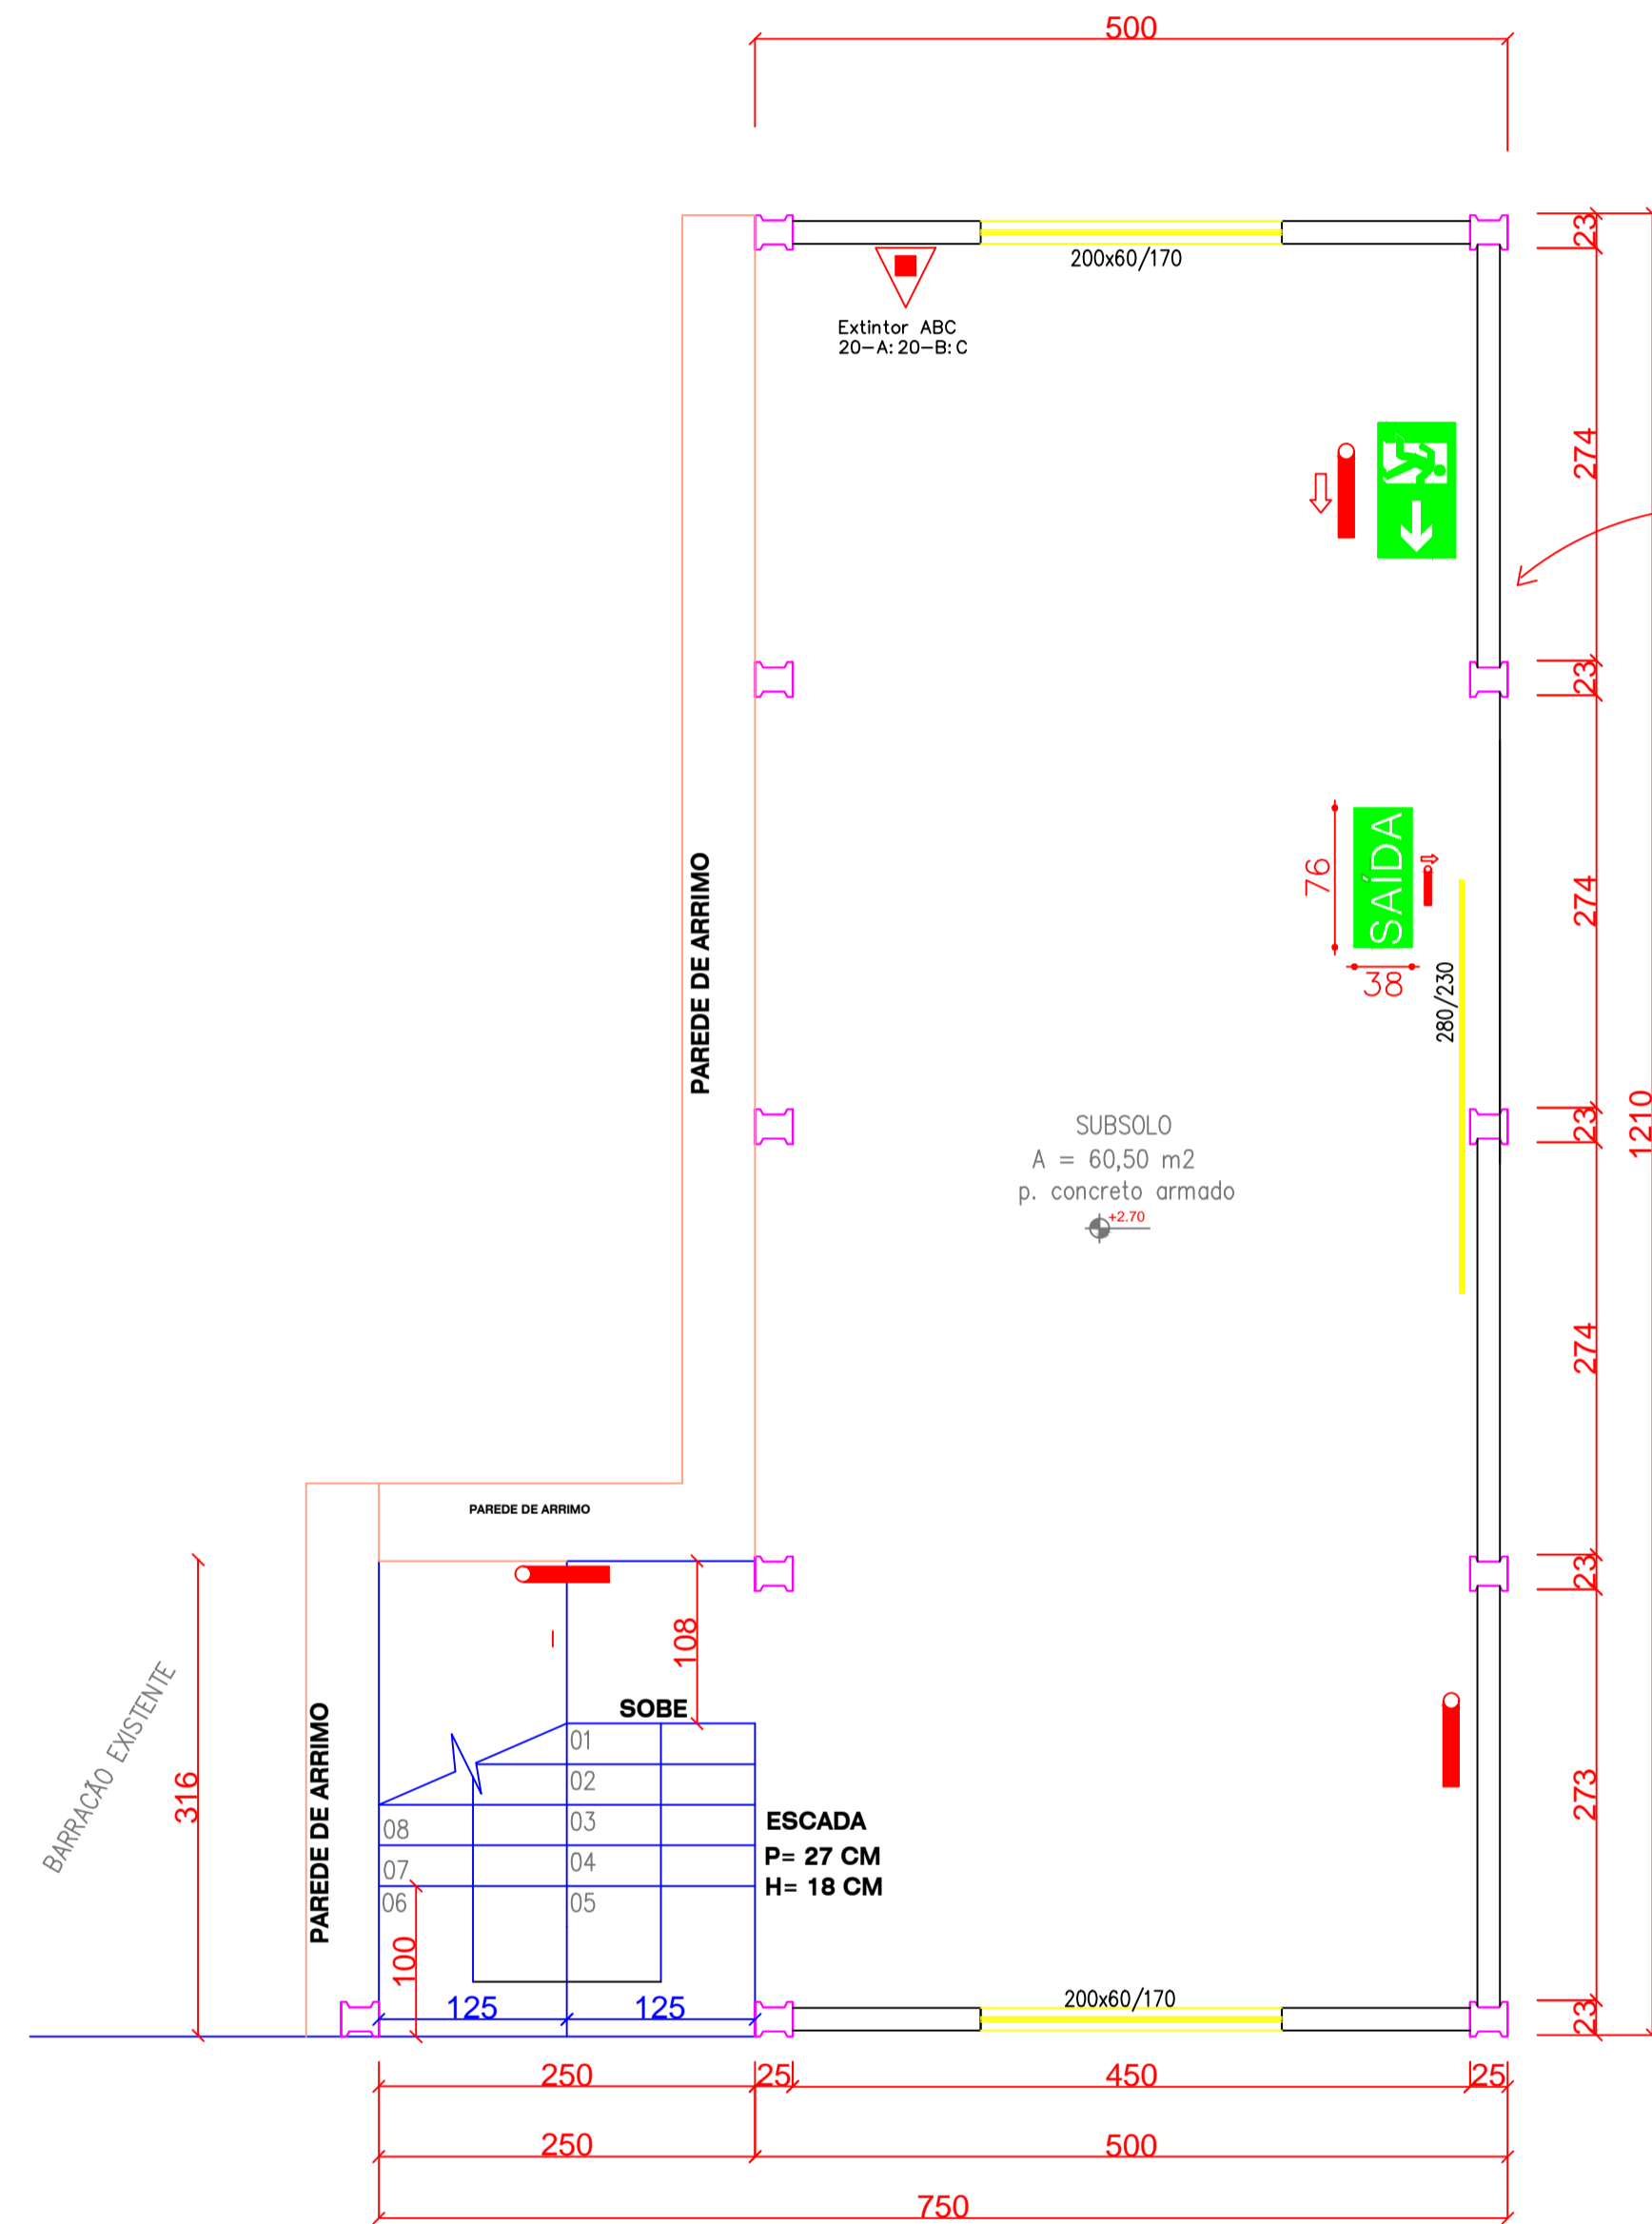 500
23
200x60/170
Extintor ABC
20-A:20-B:C
274
23
PAREDE DE ARRIMO
76
SAÍDA
38
280/230
274
SUBSOLO
A = 60,50 m2
p. concreto armado
+2.70
23
1210
274
PAREDE DE ARRIMO
23
108
SOBE
BARRACÃO EXISTENTE
316
PAREDE DE ARRIMO
01
02
03
04
05
08
07
06
ESCADA
P= 27 CM
H= 18 CM
273
100
125
125
200x60/170
23
250
25
450
25
250
500
750